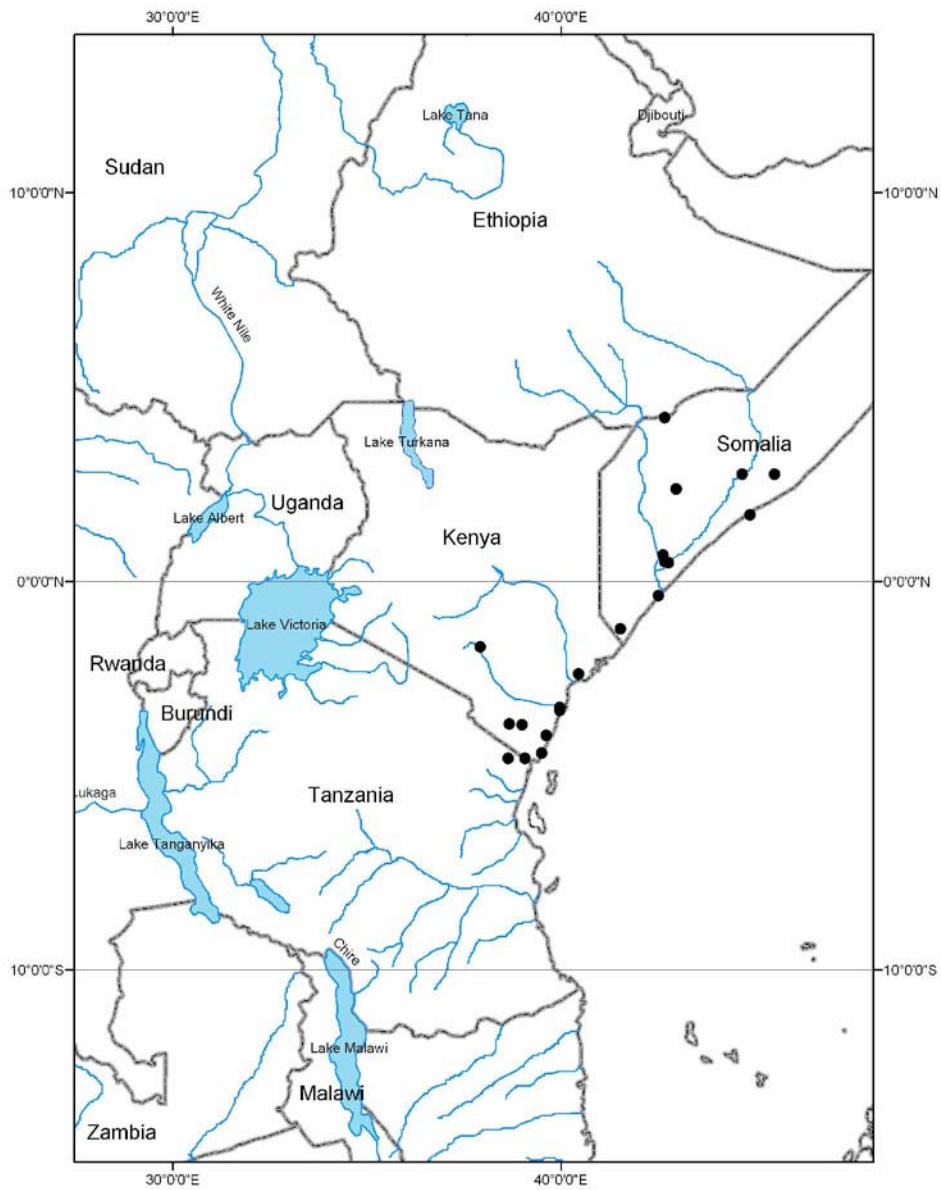 30°0'0"E 40°0'0"E
Lake Tana
Djibouti
Sudan
10°0'0"N 10°0'0"N
Ethiopia
White Nile
Lake Turkana
Somalia
Uganda
Lake Albert
Kenya
0°0'0"N 0°0'0"N
Lake Victoria
Rwanda
Burundi
Lukaga
Tanzania
Lake Tanganyika
Chire
10°0'0"S 10°0'0"S
Lake Malawi
Malawi
Zambia
30°0'0"E 40°0'0"E